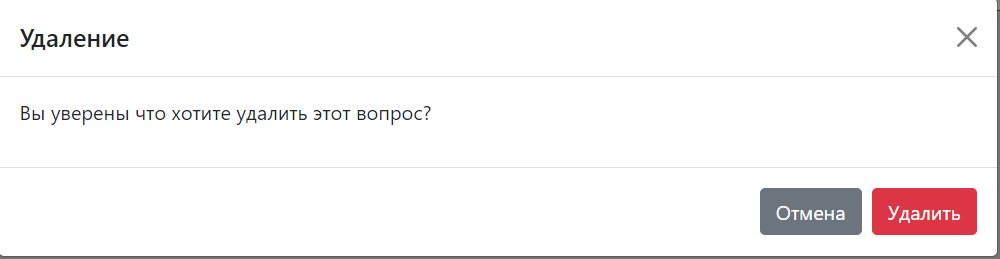 Удаление
Вы уверены что хотите удалить этот вопрос?
Отмена
Удалить